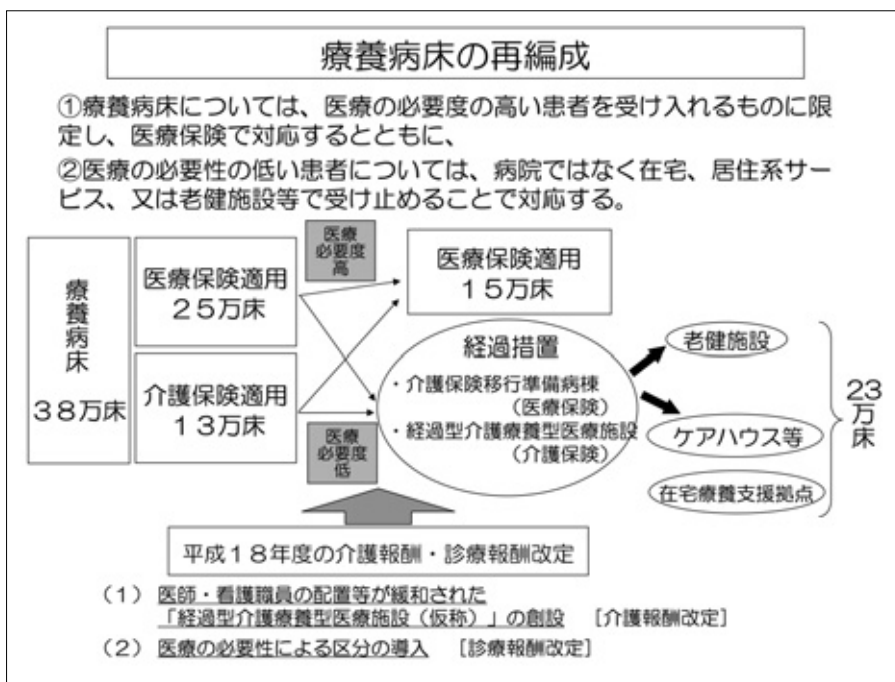 療養病床の再編成
①療養病床については、医療の必要度の高い患者を受け入れるものに限
定し、医療保険で対応するとともに、
②医療の必要性の低い患者については、病院ではなく在宅、居住系サー
ビス、又は老健施設等で受け止めることで対応する。
療養病床
38万床
医療保険適用
25万床
介護保険適用
13万床
医療
必要度
高
医療
必要度
低
医療保険適用
15万床
経過措置
・介護保険移行準備病棟
(医療保険)
・経過型介護療養型医療施設
(介護保険)
老健施設
ケアハウス等
在宅療養支援拠点
23万床
平成18年度の介護報酬・診療報酬改定
(1) 医師・看護職員の配置等が緩和された
「経過型介護療養型医療施設(仮称)」の創設 [介護報酬改定]
(2) 医療の必要性による区分の導入 [診療報酬改定]